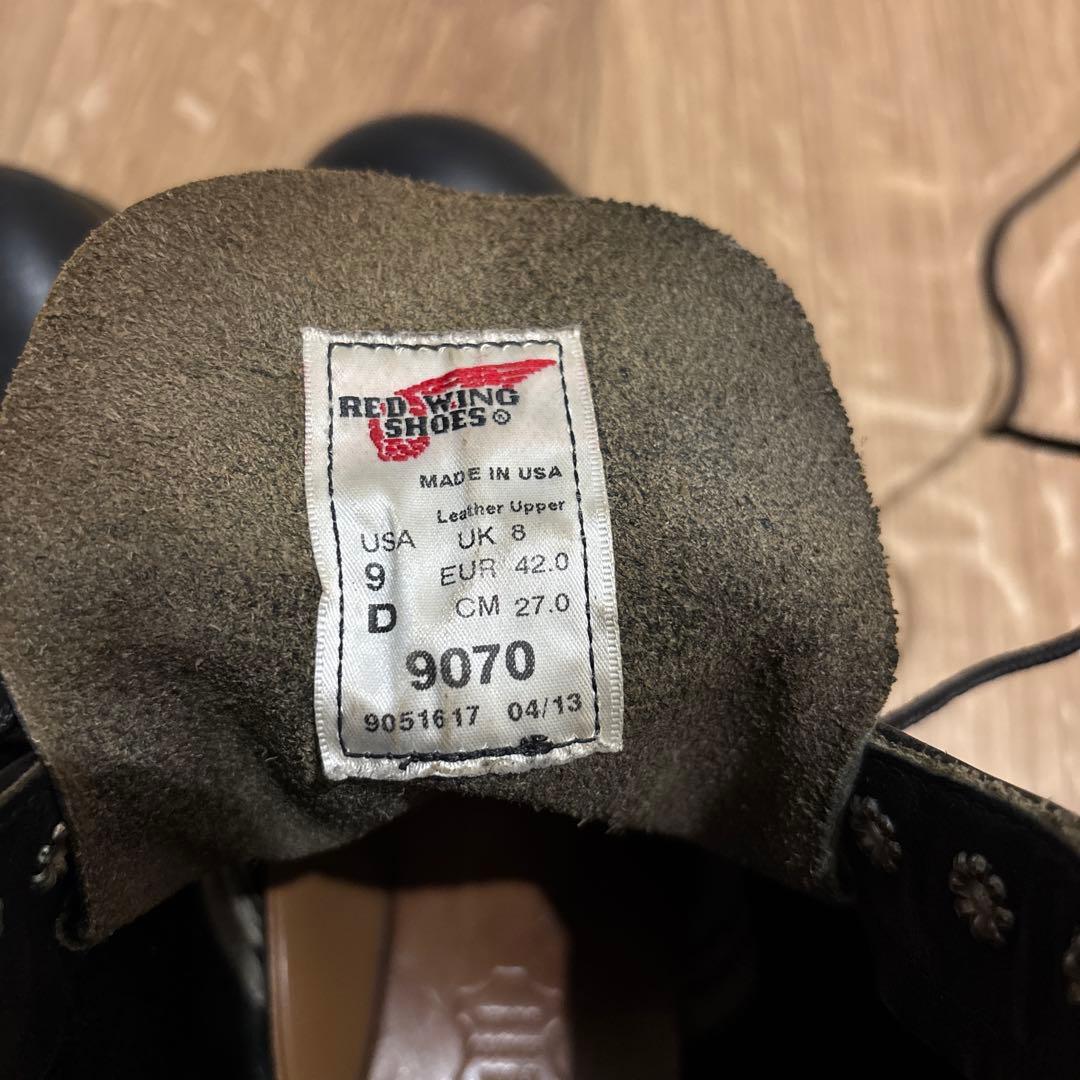 RED WING
SHOES®
MADE IN USA
Leather Upper
USA UK 8
9 EUR 42.0
D CM 27.0
9070
9051617 04/13